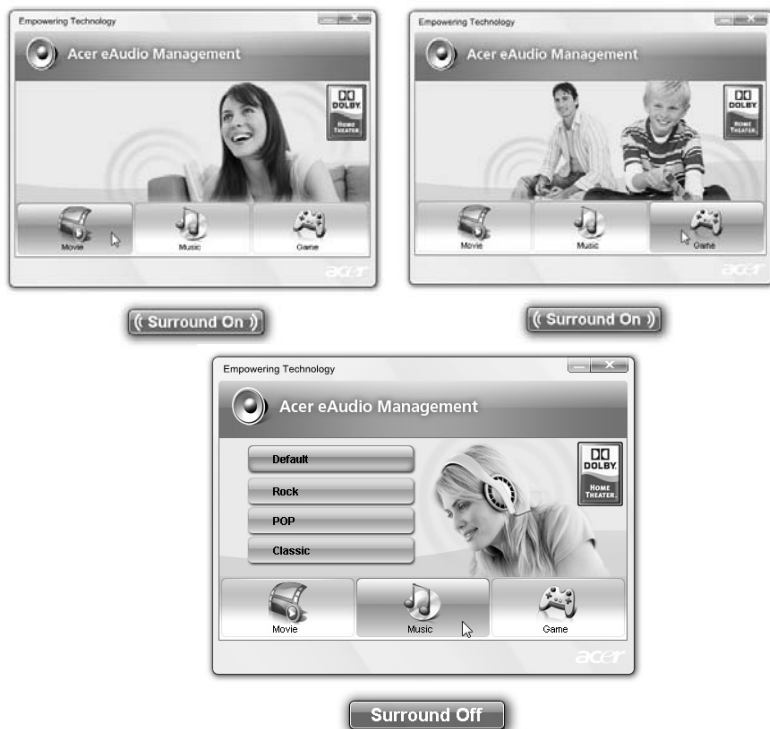 Empowering Technology
Acer eAudio Management
DOLBY
HOME THEATER
Movie
Music
Game
acer
(( Surround On ))
Empowering Technology
Acer eAudio Management
DOLBY
HOME THEATER
Movie
Music
Game
acer
(( Surround On ))
Empowering Technology
Acer eAudio Management
Default
Rock
POP
Classic
DOLBY
HOME THEATER
Movie
Music
Game
acer
Surround Off